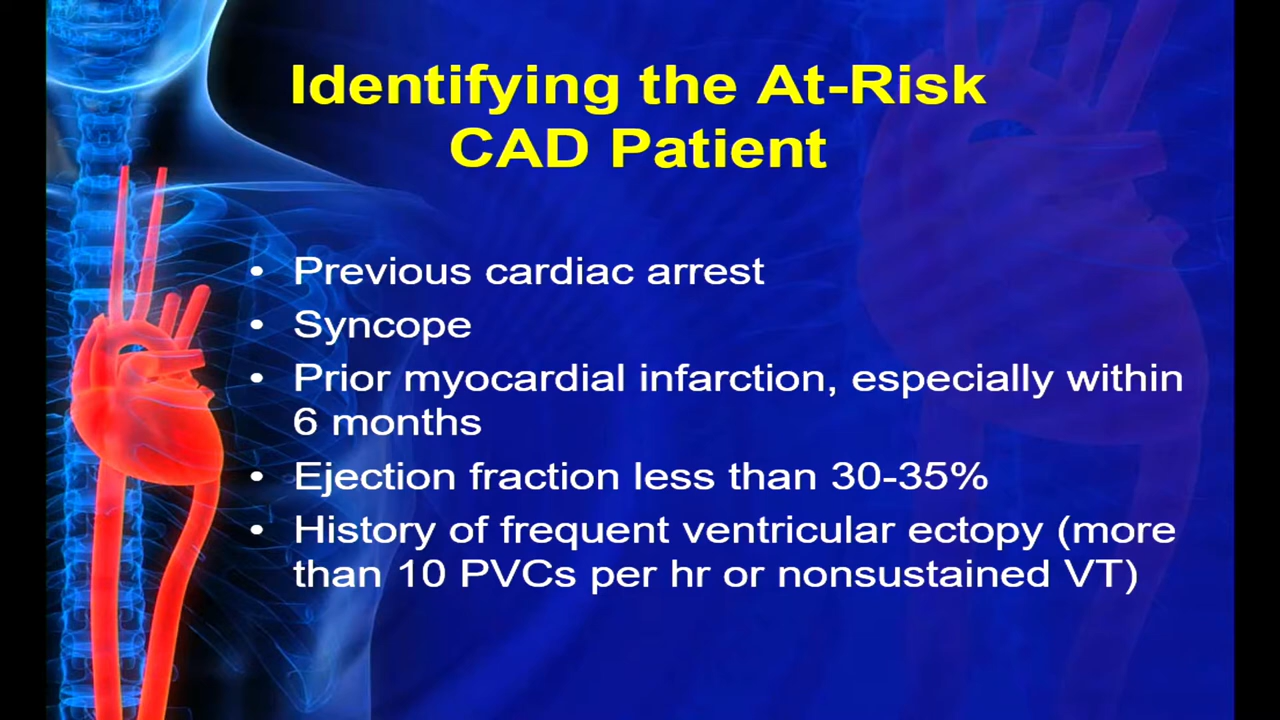 Identifying the At-Risk
CAD Patient
• Previous cardiac arrest
• Syncope
• Prior myocardial infarction, especially within
6 months
• Ejection fraction less than 30-35%
• History of frequent ventricular ectopy (more
than 10 PVCs per hr or nonsustained VT)